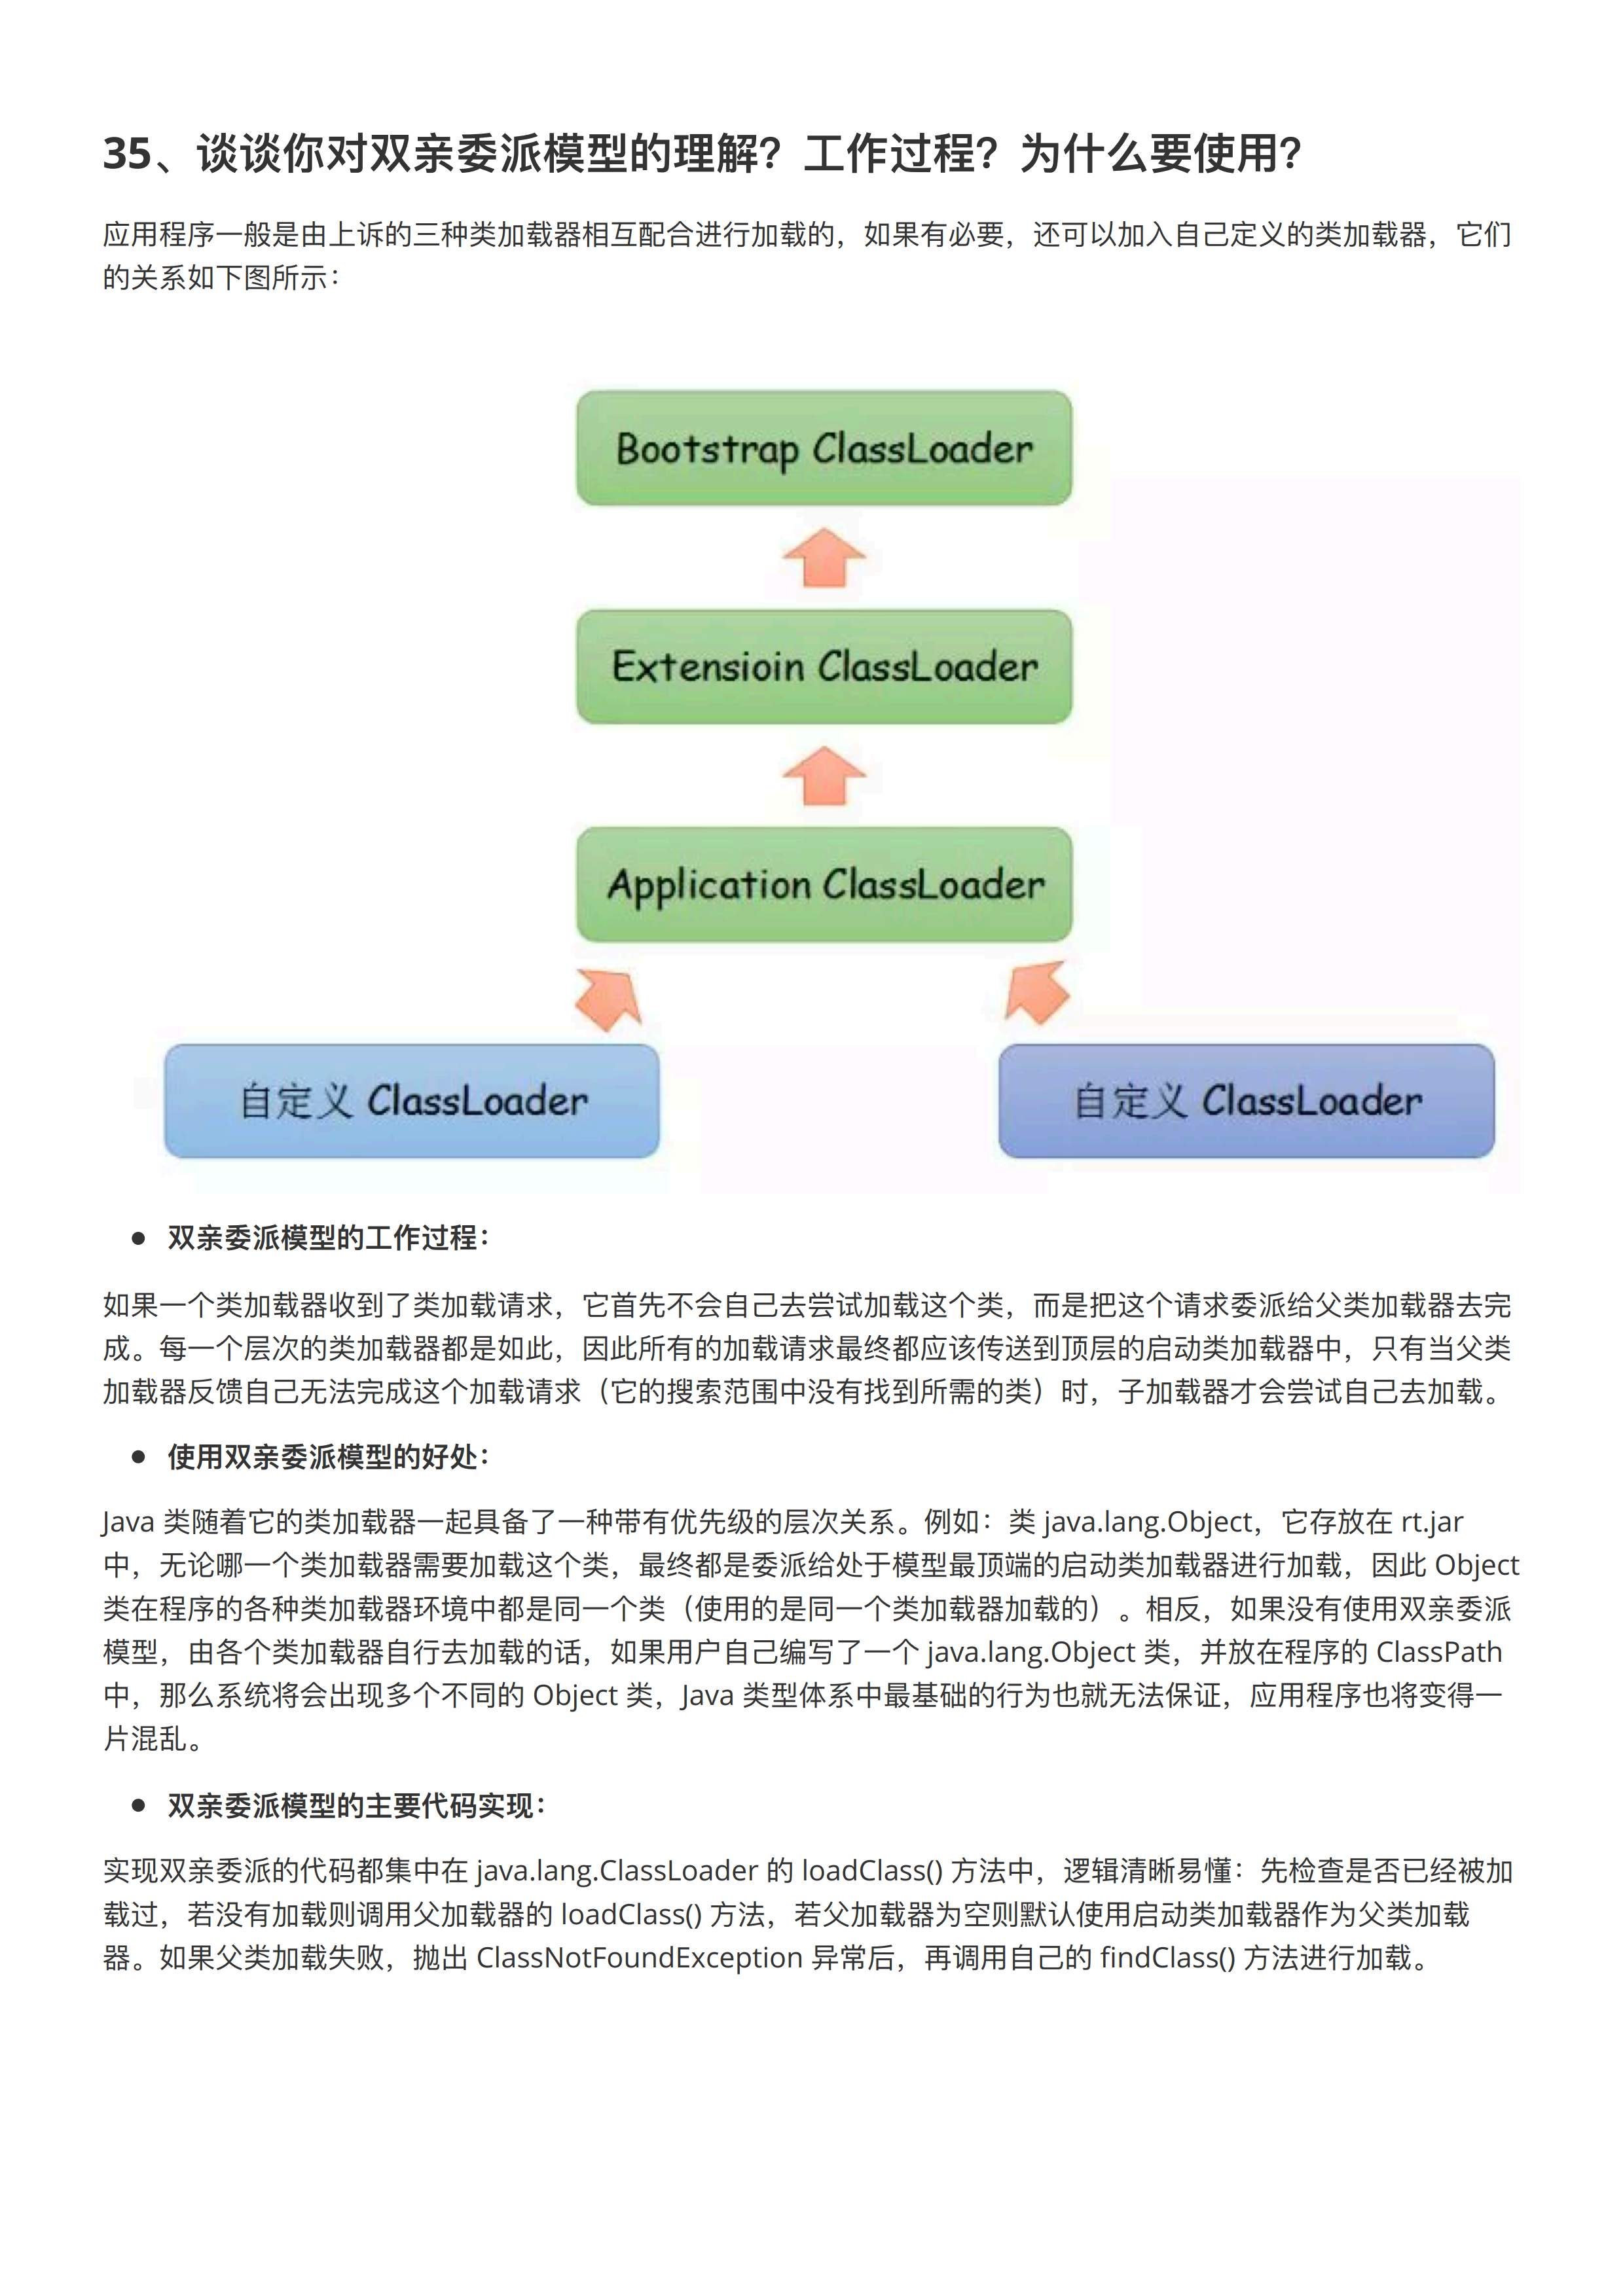 35、谈谈你对双亲委派模型的理解？工作过程？为什么要使用？
应用程序一般是由上诉的三种类加载器相互配合进行加载的，如果有必要，还可以加入自己定义的类加载器，它们
的关系如下图所示：
Bootstrap ClassLoader
Extensioin ClassLoader
Application ClassLoader
自定义 ClassLoader
自定义 ClassLoader
● 双亲委派模型的工作过程：
如果一个类加载器收到了类加载请求，它首先不会自己去尝试加载这个类，而是把这个请求委派给父类加载器去完
成。每一个层次的类加载器都是如此，因此所有的加载请求最终都应该传送到顶层的启动类加载器中，只有当父类
加载器反馈自己无法完成这个加载请求（它的搜索范围中没有找到所需的类）时，子加载器才会尝试自己去加载。
● 使用双亲委派模型的好处：
Java 类随着它的类加载器一起具备了一种带有优先级的层次关系。例如：类 java.lang.Object，它存放在 rt.jar
中，无论哪一个类加载器需要加载这个类，最终都是委派给处于模型最顶端的启动类加载器进行加载，因此 Object
类在程序的各种类加载器环境中都是同一个类（使用的是同一个类加载器加载的）。相反，如果没有使用双亲委派
模型，由各个类加载器自行去加载的话，如果用户自己编写了一个 java.lang.Object 类，并放在程序的 ClassPath
中，那么系统将会出现多个不同的 Object 类，Java 类型体系中最基础的行为也就无法保证，应用程序也将变得一
片混乱。
● 双亲委派模型的主要代码实现：
实现双亲委派的代码都集中在 java.lang.ClassLoader 的 loadClass() 方法中，逻辑清晰易懂：先检查是否已经被加
载过，若没有加载则调用父加载器的 loadClass() 方法，若父加载器为空则默认使用启动类加载器作为父类加载
器。如果父类加载失败，抛出 ClassNotFoundException 异常后，再调用自己的 findClass() 方法进行加载。